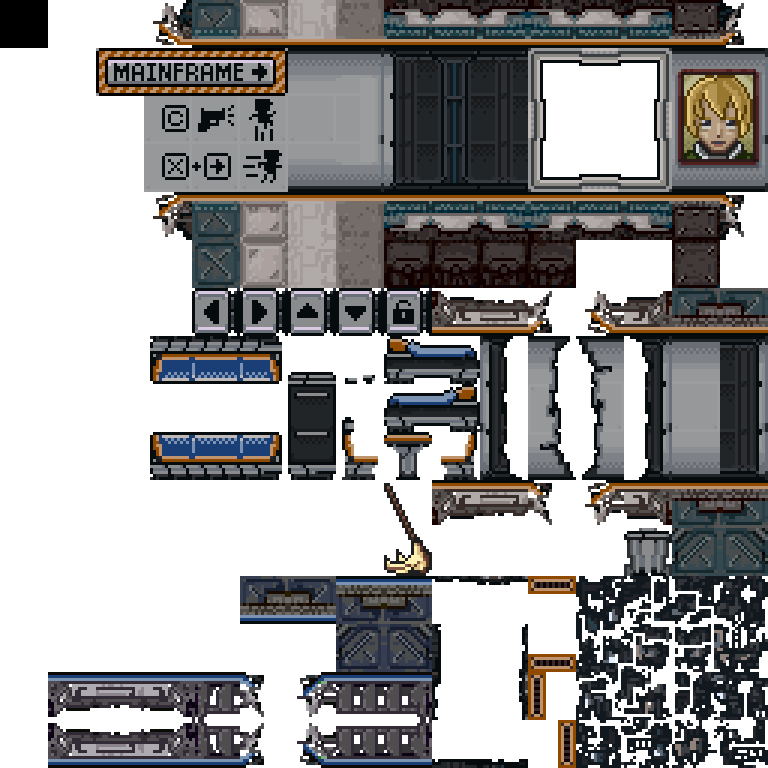 MAINFRAME →
C
X + →